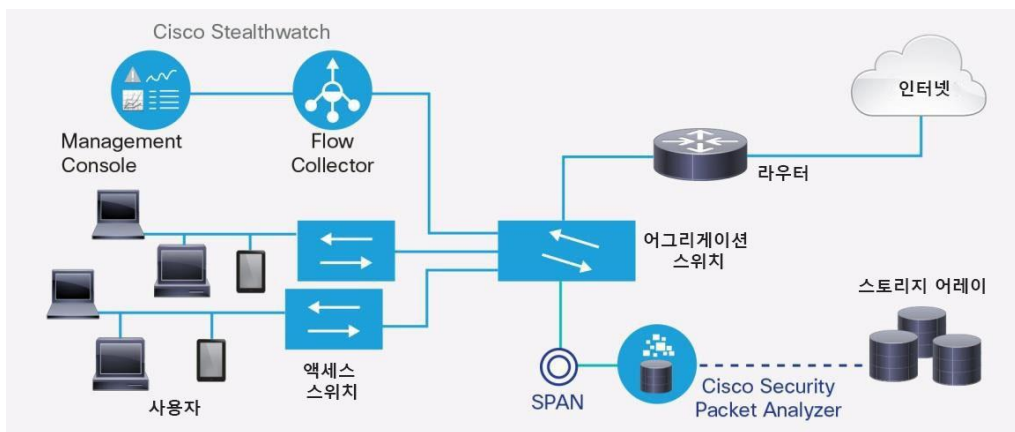 Cisco Stealthwatch
Management
Console
Flow
Collector
인터넷
라우터
어그리게이션
스위치
스토리지 어레이
액세스
스위치
사용자
SPAN
Cisco Security
Packet Analyzer